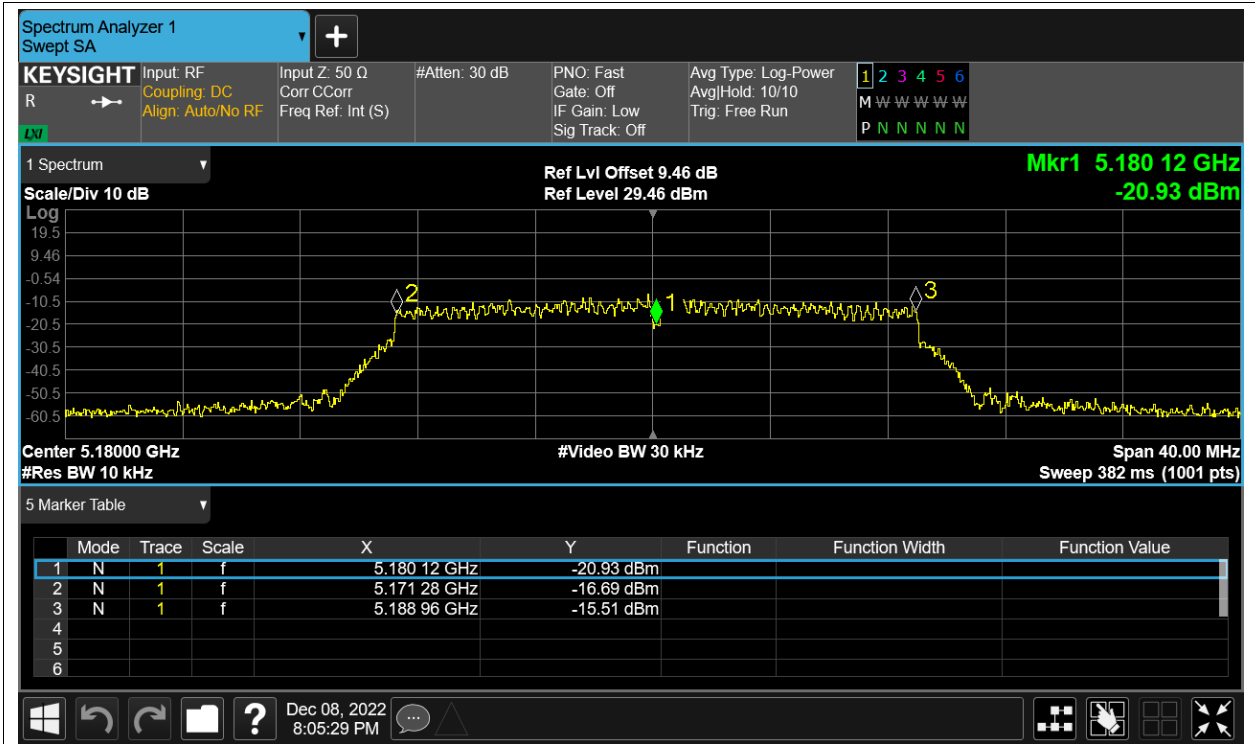 Spectrum Analyzer 1
Swept SA
KEYSIGHT
R
LXI
Input: RF
Coupling: DC
Align: Auto/No RF
Input Z: 50 Ω
Corr CCorr
Freq Ref: Int (S)
#Atten: 30 dB
PNO: Fast
Gate: Off
IF Gain: Low
Sig Track: Off
Avg Type: Log-Power
Avg|Hold: 10/10
Trig: Free Run
1 2 3 4 5 6
M W W W W W
P N N N N N
1 Spectrum
Scale/Div 10 dB
Ref Lvl Offset 9.46 dB
Ref Level 29.46 dBm
Mkr1 5.180 12 GHz
-20.93 dBm
Log
19.5
9.46
-0.54
-10.5
-20.5
-30.5
-40.5
-50.5
-60.5
2
1
3
Center 5.18000 GHz
#Video BW 30 kHz
Span 40.00 MHz
#Res BW 10 kHz
Sweep 382 ms (1001 pts)
5 Marker Table
Mode Trace Scale X Y Function Function Width Function Value
1 N 1 f 5.180 12 GHz -20.93 dBm
2 N 1 f 5.171 28 GHz -16.69 dBm
3 N 1 f 5.188 96 GHz -15.51 dBm
4
5
6
?
Dec 08, 2022
8:05:29 PM